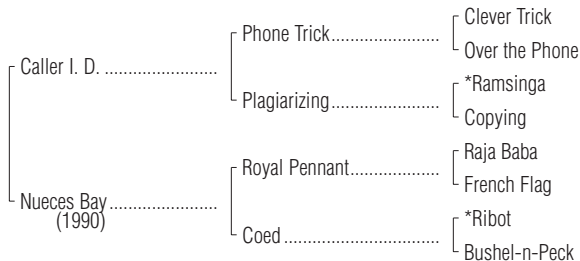 Clever Trick
Phone Trick..........................
Over the Phone
Caller I. D. ..........................
*Ramsinga
Plagiarizing..........................
Copying
Raja Baba
Royal Pennant.....................
French Flag
Nueces Bay.........................
(1990)
*Ribot
Coed.....................................
Bushel-n-Peck